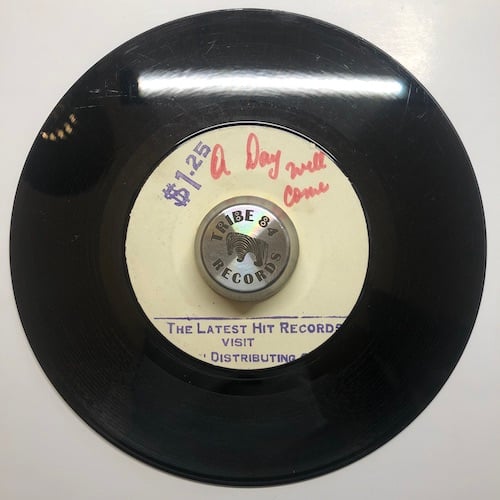 $1.25
A Day will
come
TRIBE 84
RECORDS
THE LATEST HIT RECORDS
VISIT
DISTRIBUTING